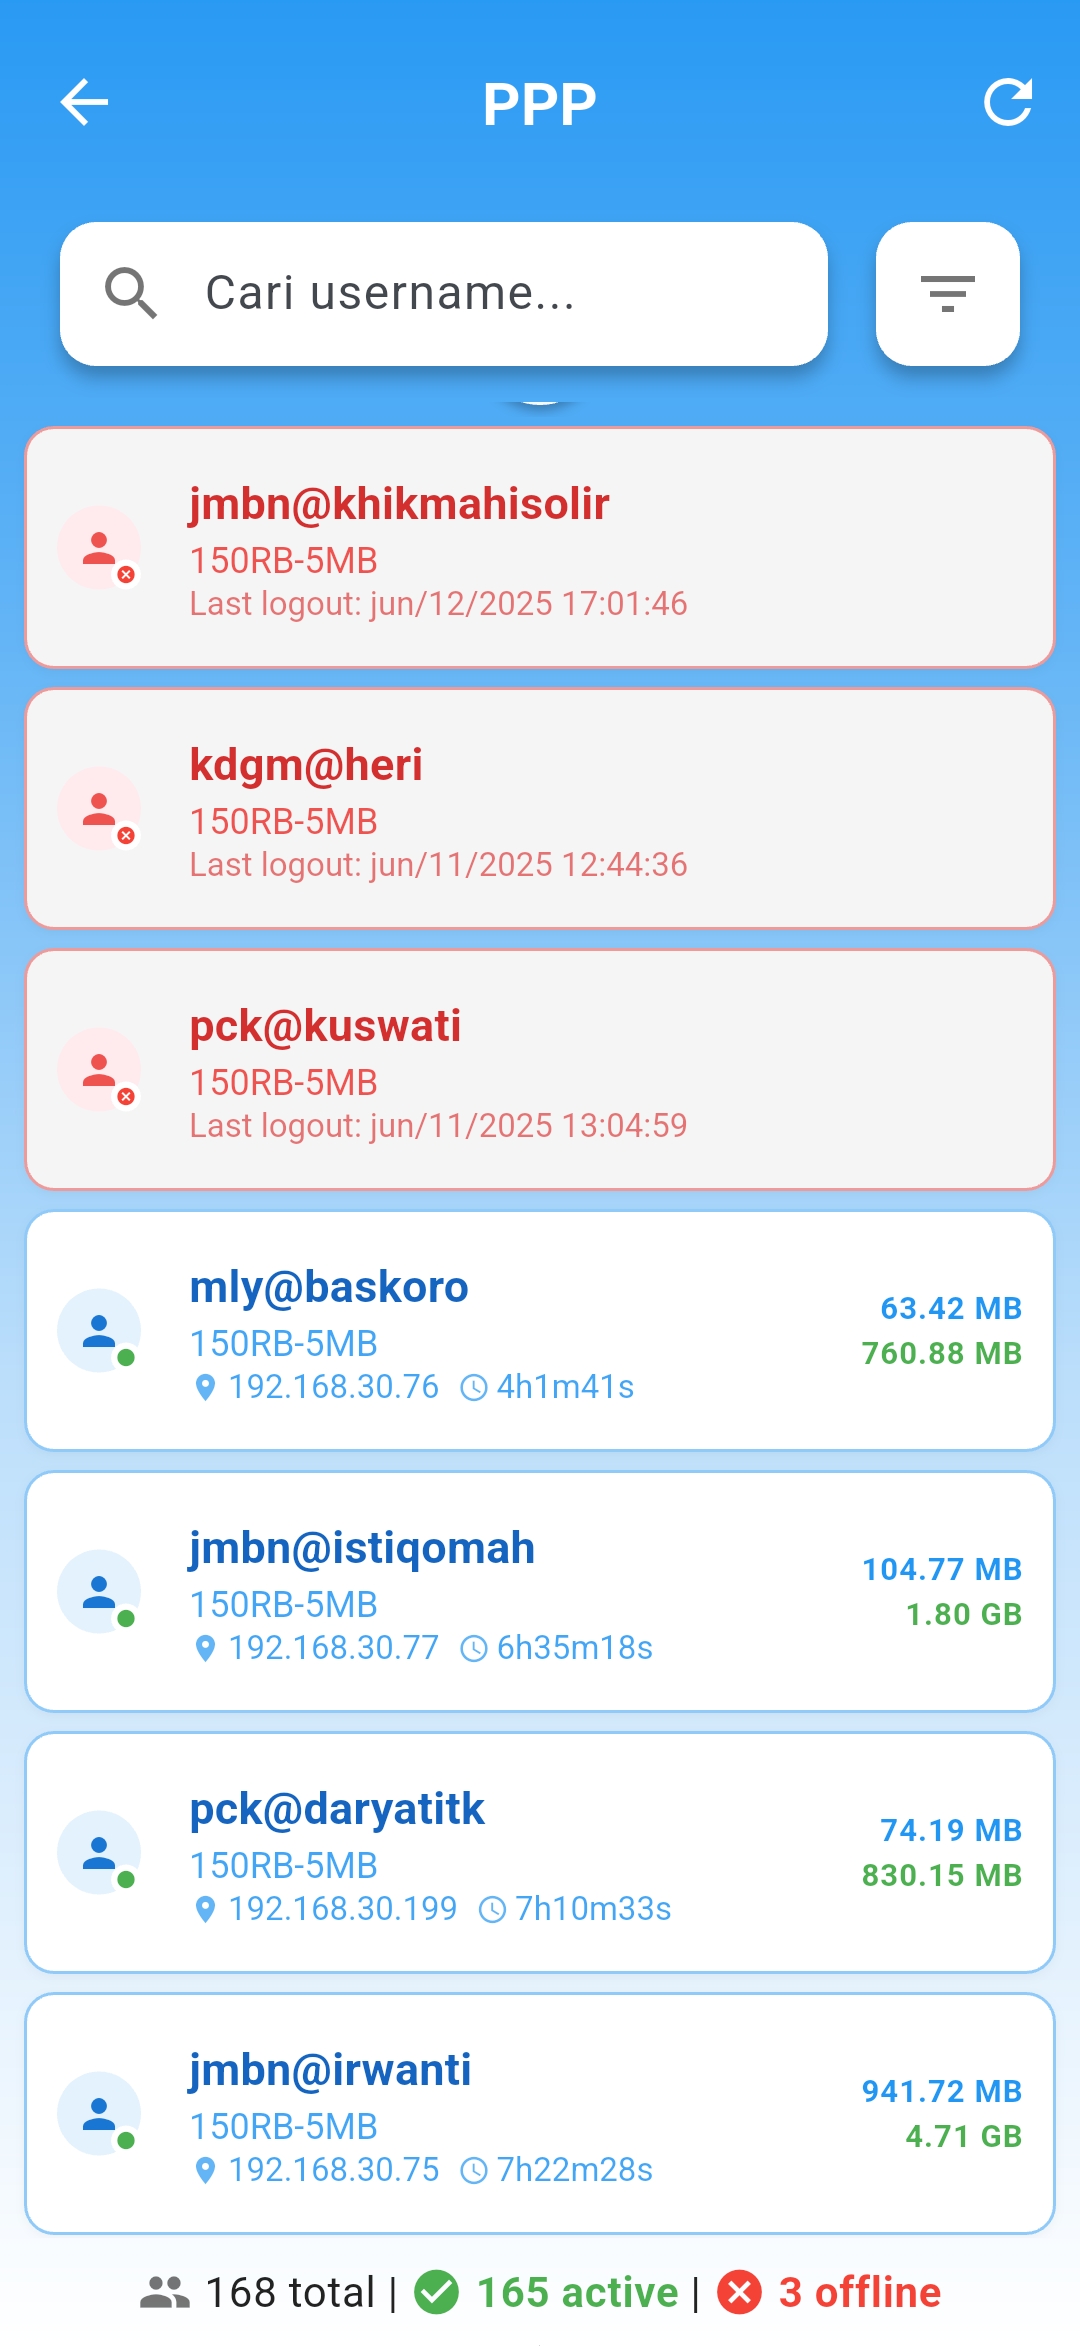 PPP
Cari username...
jmbn@khikmahisolir
150RB-5MB
Last logout: jun/12/2025 17:01:46
kdgm@heri
150RB-5MB
Last logout: jun/11/2025 12:44:36
pck@kuswati
150RB-5MB
Last logout: jun/11/2025 13:04:59
mly@baskoro
63.42 MB
150RB-5MB
760.88 MB
192.168.30.76 4h1m41s
jmbn@istiqomah
104.77 MB
150RB-5MB
1.80 GB
192.168.30.77 6h35m18s
pck@daryatitk
74.19 MB
150RB-5MB
830.15 MB
192.168.30.199 7h10m33s
jmbn@irwanti
941.72 MB
150RB-5MB
4.71 GB
192.168.30.75 7h22m28s
168 total | 165 active | 3 offline